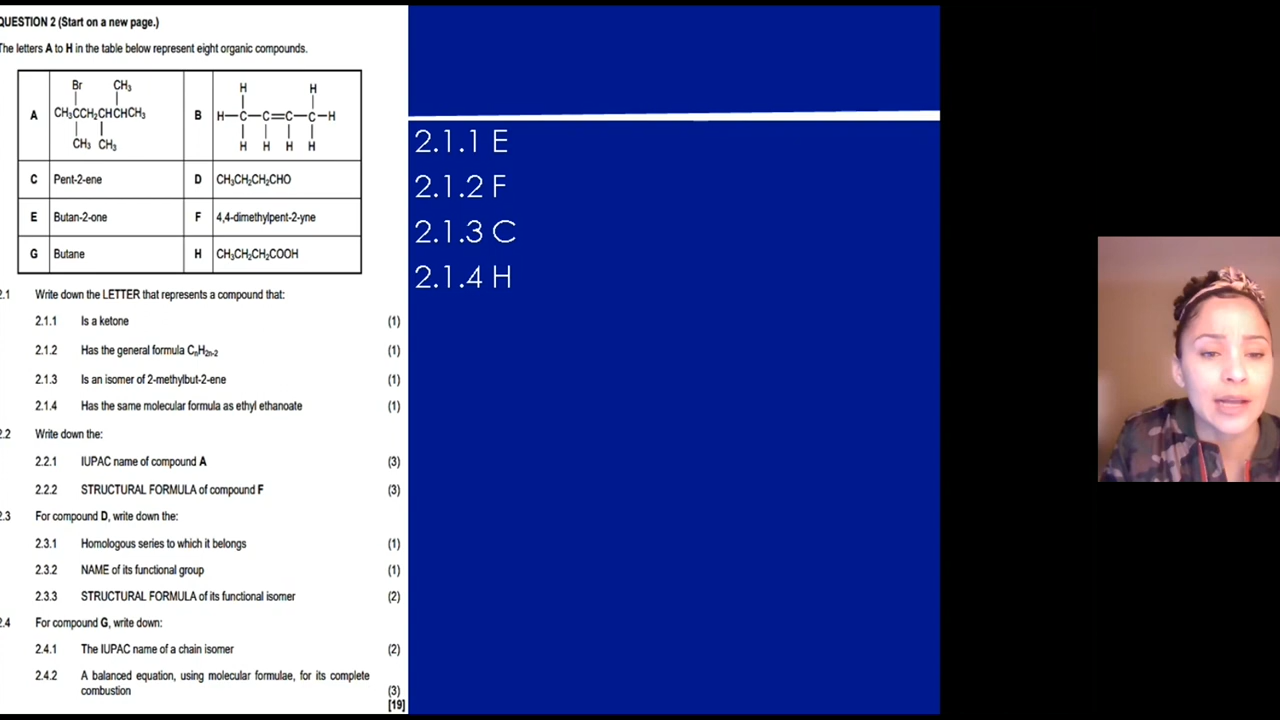 QUESTION 2 (Start on a new page.)
The letters A to H in the table below represent eight organic compounds.
A
Br CH₃
CH₃CCH₂CHCHCH₃
CH₃ CH₃
B
H H
H–C–C=C–C–H
H H H H
C Pent-2-ene D CH₃CH₂CH₂CHO
E Butan-2-one F 4,4-dimethylpent-2-yne
G Butane H CH₃CH₂CH₂COOH
2.1 Write down the LETTER that represents a compound that:
2.1.1 Is a ketone (1)
2.1.2 Has the general formula CₙH₂ₙ₋₂ (1)
2.1.3 Is an isomer of 2-methylbut-2-ene (1)
2.1.4 Has the same molecular formula as ethyl ethanoate (1)
2.2 Write down the:
2.2.1 IUPAC name of compound A (3)
2.2.2 STRUCTURAL FORMULA of compound F (3)
2.3 For compound D, write down the:
2.3.1 Homologous series to which it belongs (1)
2.3.2 NAME of its functional group (1)
2.3.3 STRUCTURAL FORMULA of its functional isomer (2)
2.4 For compound G, write down:
2.4.1 The IUPAC name of a chain isomer (2)
2.4.2 A balanced equation, using molecular formulae, for its complete
combustion (3)
[19]
2.1.1 E
2.1.2 F
2.1.3 C
2.1.4 H